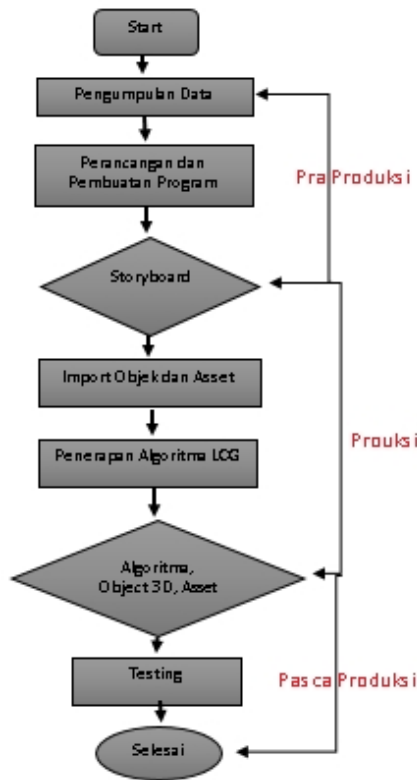 Start
Pengumpulan Data
Perancangan dan
Pembuatan Program
Pra Produksi
Storyboard
Import Objek dan Asset
Prouksi
Penerapan Algoritma LCG
Algoritma,
Object 3D, Asset
Testing
Pasca Produksi
Selesai